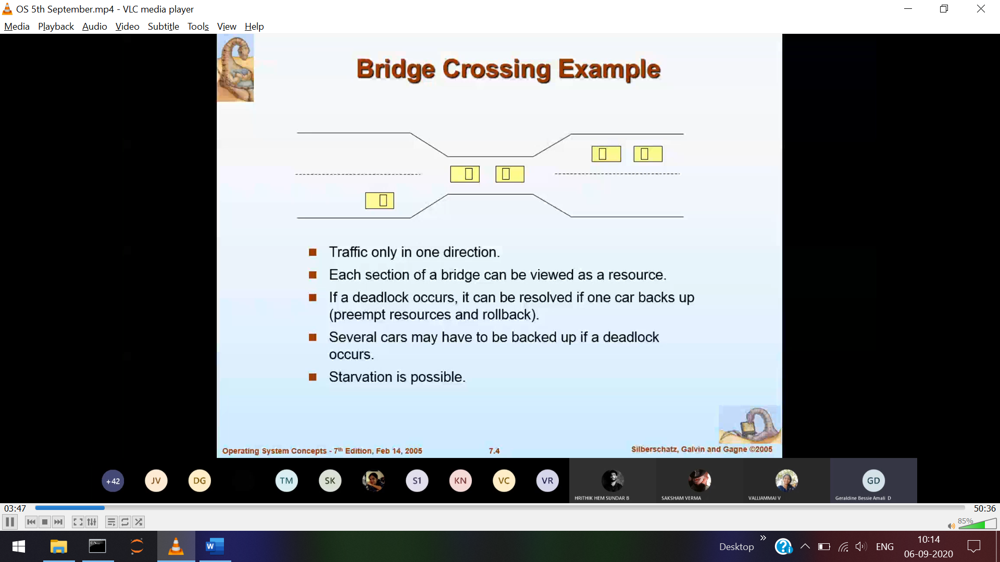 OS 5th September.mp4 - VLC media player
Media Playback Audio Video Subtitle Tools View Help
Bridge Crossing Example
Traffic only in one direction.
Each section of a bridge can be viewed as a resource.
If a deadlock occurs, it can be resolved if one car backs up
(preempt resources and rollback).
Several cars may have to be backed up if a deadlock
occurs.
Starvation is possible.
Operating System Concepts - 7th Edition, Feb 14, 2005
7.4
Silberschatz, Galvin and Gagne ©2005
+42 JV DG TM SK S1 KN VC VR GD
HRITHIK HEM SUNDAR B
SAKSHAM VERMA
VALLIAMMAI V
Geraldine Bessie Amali D
03:47
50:36
85%
Desktop
ENG
10:14
06-09-2020